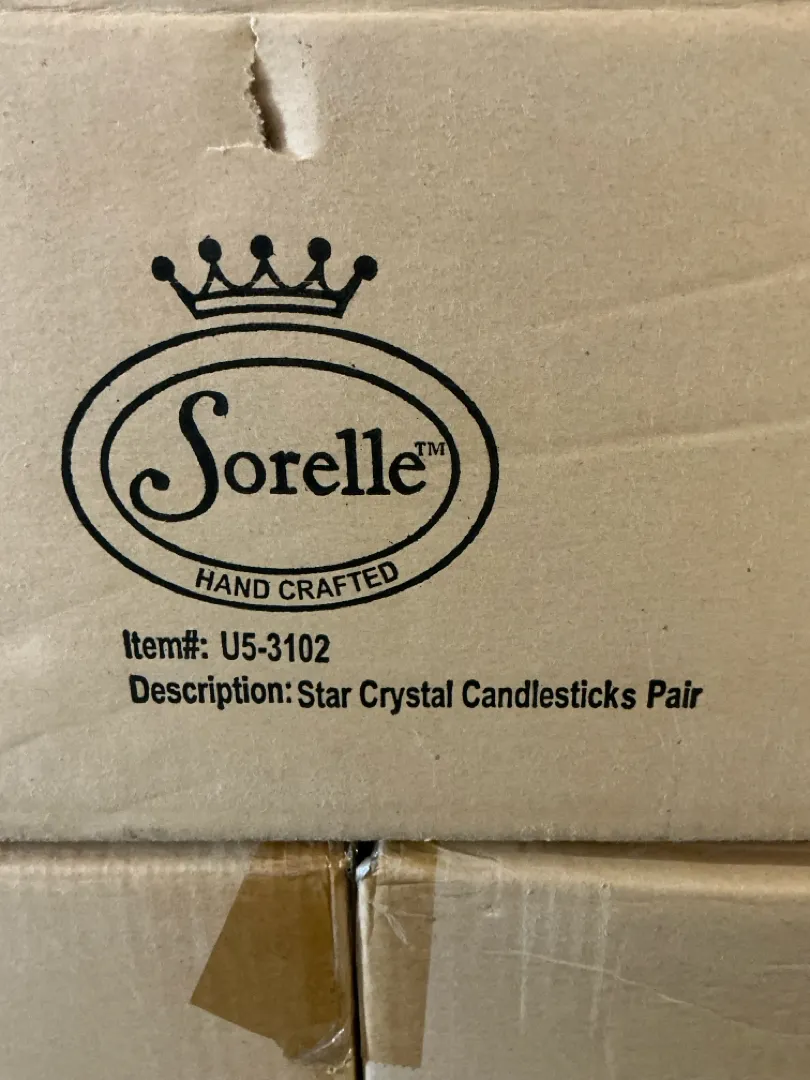 Sorelle™
HAND CRAFTED
Item#: U5-3102
Description: Star Crystal Candlesticks Pair